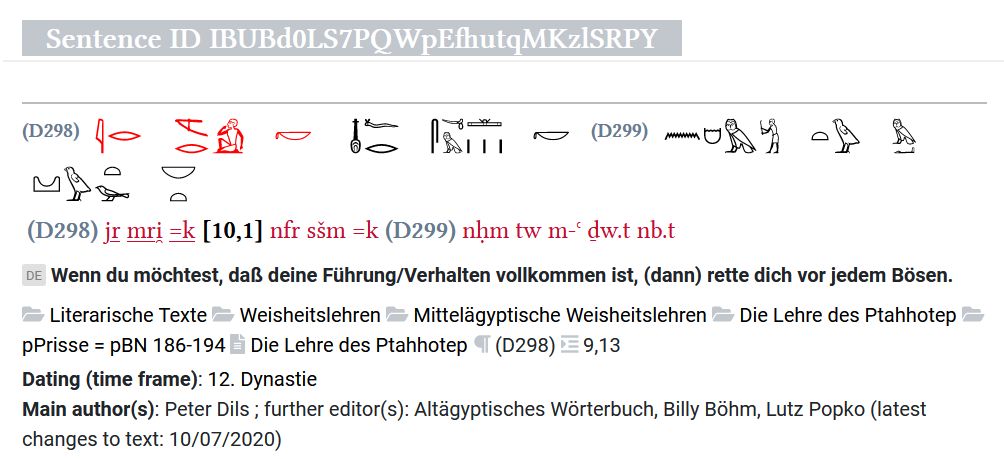 Sentence ID IBUBd0LS7PQWpEfhutqMKzlSRPY
(D298) (D299)
(D298) jr mri̯ =k [10,1] nfr sšm =k (D299) nḥm tw m-ꜥ ḏw.t nb.t
DE Wenn du möchtest, daß deine Führung/Verhalten vollkommen ist, (dann) rette dich vor jedem Bösen.
Literarische Texte Weisheitslehren Mittelägyptische Weisheitslehren Die Lehre des Ptahhotep
pPrisse = pBN 186-194 Die Lehre des Ptahhotep ¶ (D298) 9,13
Dating (time frame): 12. Dynastie
Main author(s): Peter Dils ; further editor(s): Altägyptisches Wörterbuch, Billy Böhm, Lutz Popko (latest
changes to text: 10/07/2020)